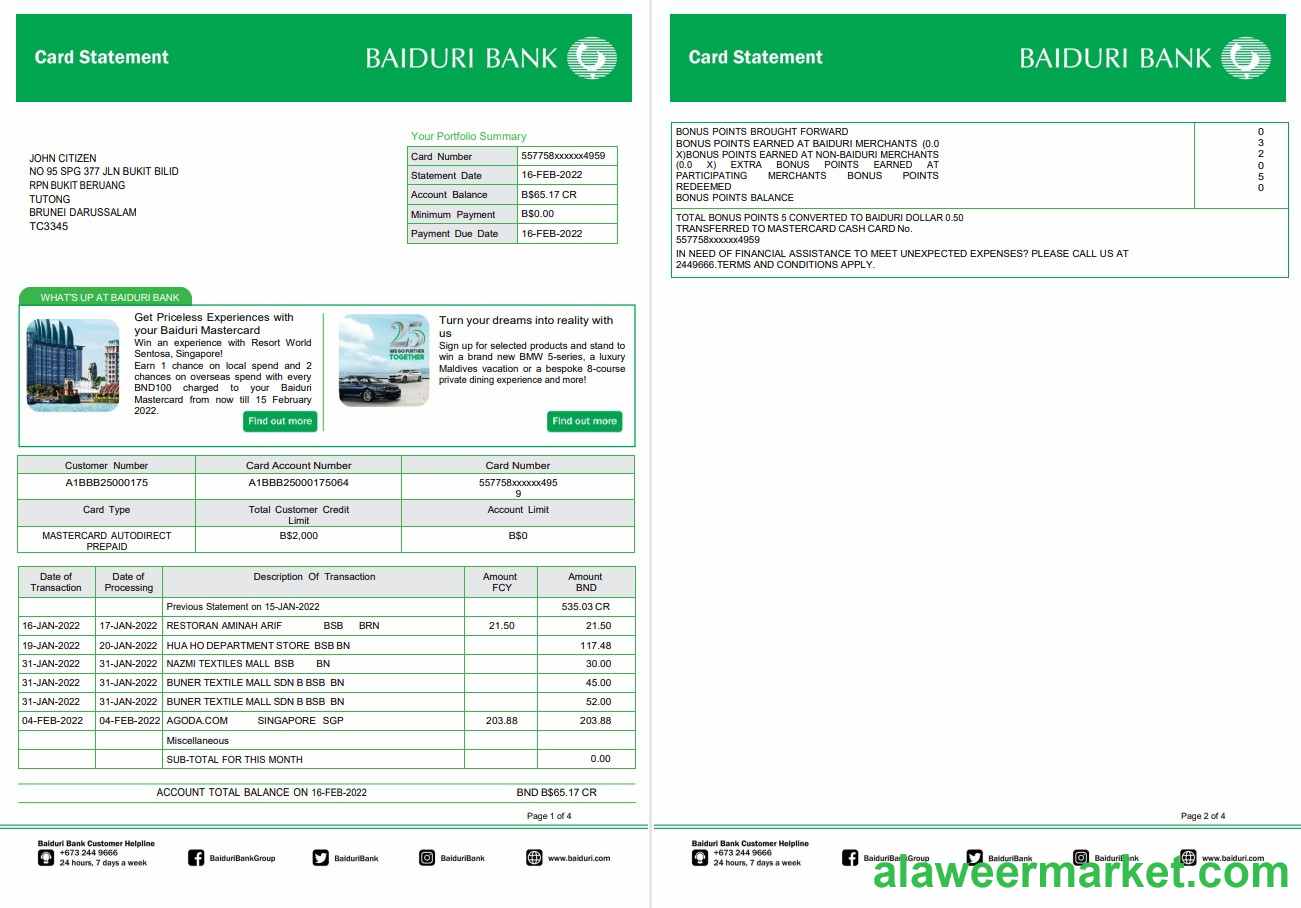 Card Statement
BAIDURI BANK
JOHN CITIZEN
NO 95 SPG 377 JLN BUKIT BILID
RPN BUKIT BERUANG
TUTONG
BRUNEI DARUSSALAM
TC3345
Your Portfolio Summary
Card Number 557758xxxxxx4959
Statement Date 16-FEB-2022
Account Balance B$65.17 CR
Minimum Payment B$0.00
Payment Due Date 16-FEB-2022
WHAT'S UP AT BAIDURI BANK
Get Priceless Experiences with
your Baiduri Mastercard
Win an experience with Resort World
Sentosa, Singapore!
Earn 1 chance on local spend and 2
chances on overseas spend with every
BND100 charged to your Baiduri
Mastercard from now till 15 February
2022.
Find out more
25
WE GO FURTHER
TOGETHER
Turn your dreams into reality with
us
Sign up for selected products and stand to
win a brand new BMW 5-series, a luxury
Maldives vacation or a bespoke 8-course
private dining experience and more!
Find out more
Customer Number Card Account Number Card Number
A1BBB25000175 A1BBB25000175064 557758xxxxxx495
9
Card Type Total Customer Credit Account Limit
Limit
MASTERCARD AUTODIRECT B$2,000 B$0
PREPAID
Date of Date of Description Of Transaction Amount Amount
Transaction Processing FCY BND
Previous Statement on 15-JAN-2022 535.03 CR
16-JAN-2022 17-JAN-2022 RESTORAN AMINAH ARIF BSB BRN 21.50 21.50
19-JAN-2022 20-JAN-2022 HUA HO DEPARTMENT STORE BSB BN 117.48
31-JAN-2022 31-JAN-2022 NAZMI TEXTILES MALL BSB BN 30.00
31-JAN-2022 31-JAN-2022 BUNER TEXTILE MALL SDN B BSB BN 45.00
31-JAN-2022 31-JAN-2022 BUNER TEXTILE MALL SDN B BSB BN 52.00
04-FEB-2022 04-FEB-2022 AGODA.COM SINGAPORE SGP 203.88 203.88
Miscellaneous
SUB-TOTAL FOR THIS MONTH 0.00
ACCOUNT TOTAL BALANCE ON 16-FEB-2022 BND B$65.17 CR
Page 1 of 4
Baiduri Bank Customer Helpline
+673 244 9666
24 hours, 7 days a week
BaiduriBankGroup
BaiduriBank
BaiduriBank
www.baiduri.com
Card Statement
BAIDURI BANK
BONUS POINTS BROUGHT FORWARD 0
BONUS POINTS EARNED AT BAIDURI MERCHANTS (0.0 3
X)BONUS POINTS EARNED AT NON-BAIDURI MERCHANTS 2
(0.0 X) EXTRA BONUS POINTS EARNED AT 0
PARTICIPATING MERCHANTS BONUS POINTS 5
REDEEMED 0
BONUS POINTS BALANCE
TOTAL BONUS POINTS 5 CONVERTED TO BAIDURI DOLLAR 0.50
TRANSFERRED TO MASTERCARD CASH CARD No.
557758xxxxxx4959
IN NEED OF FINANCIAL ASSISTANCE TO MEET UNEXPECTED EXPENSES? PLEASE CALL US AT
2449666.TERMS AND CONDITIONS APPLY.
Page 2 of 4
Baiduri Bank Customer Helpline
+673 244 9666
24 hours, 7 days a week
BaiduriBankGroup
BaiduriBank
BaiduriBank
www.baiduri.com
alaweermarket.com